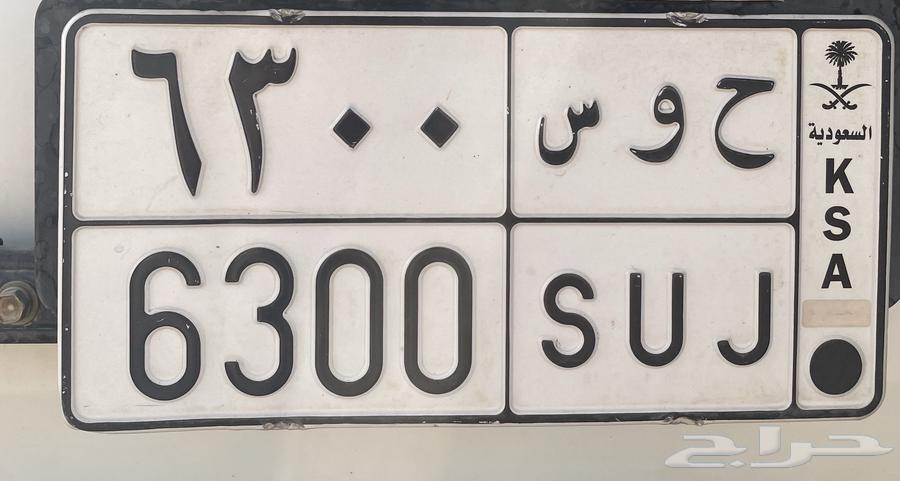 ٦٣٠٠ ح و س
6300 SUJ
السعودية
K
S
A
حراج